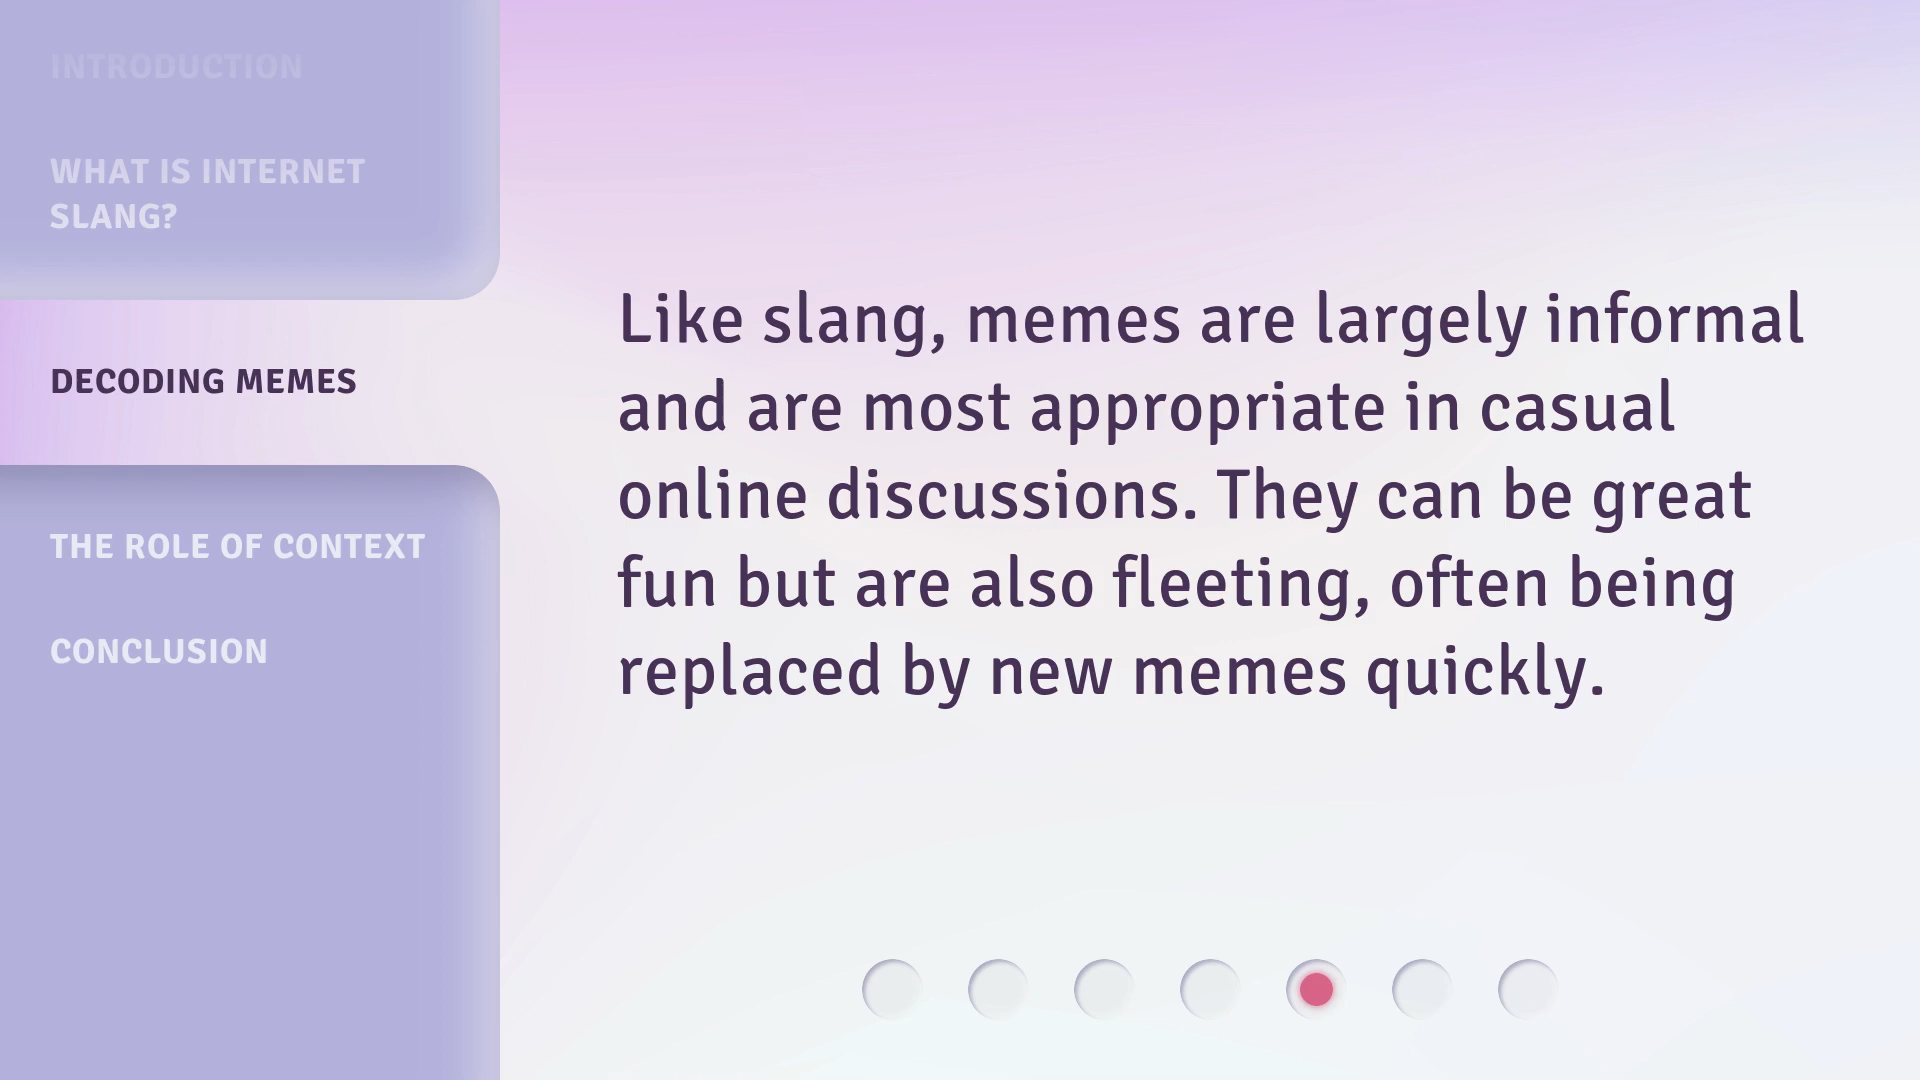 INTRODUCTION
WHAT IS INTERNET
SLANG?
DECODING MEMES
THE ROLE OF CONTEXT
CONCLUSION
Like slang, memes are largely informal
and are most appropriate in casual
online discussions. They can be great
fun but are also fleeting, often being
replaced by new memes quickly.